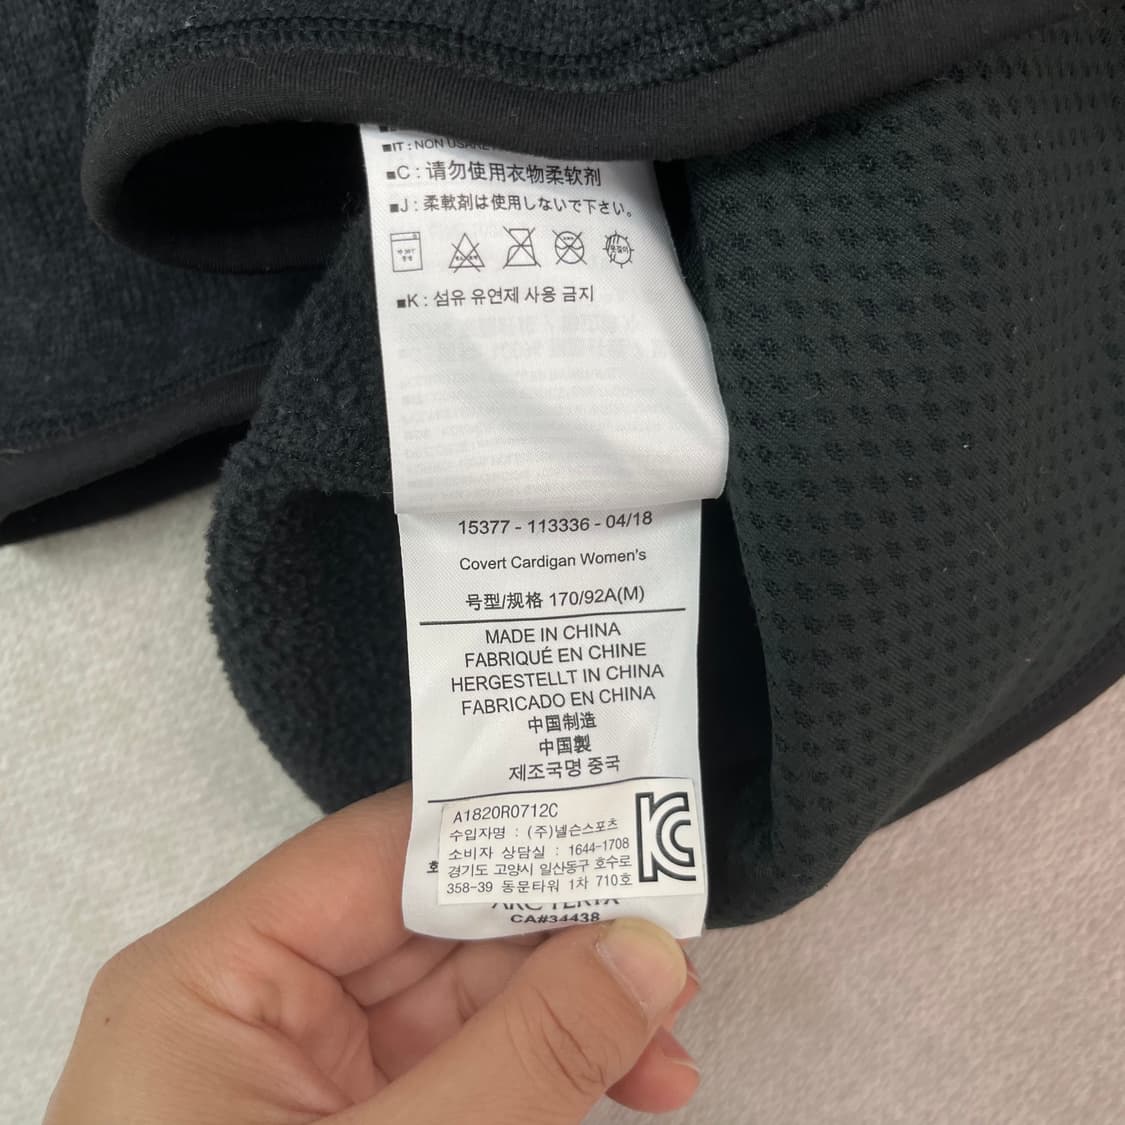 ■IT : NON USARE
■C : 请勿使用衣物柔软剂
■J : 柔軟剤は使用しないで下さい。
■K : 섬유 유연제 사용 금지
15377 - 113336 - 04/18
Covert Cardigan Women's
号型/规格 170/92A(M)
MADE IN CHINA
FABRIQUÉ EN CHINE
HERGESTELLT IN CHINA
FABRICADO EN CHINA
中国制造
中国製
제조국명 중국
A1820R0712C
수입자명 : (주)넬슨스포츠
소비자 상담실 : 1644-1708
경기도 고양시 일산동구 호수로
358-39 동문타워 1차 710호
ARC'TERYX
CA#34438